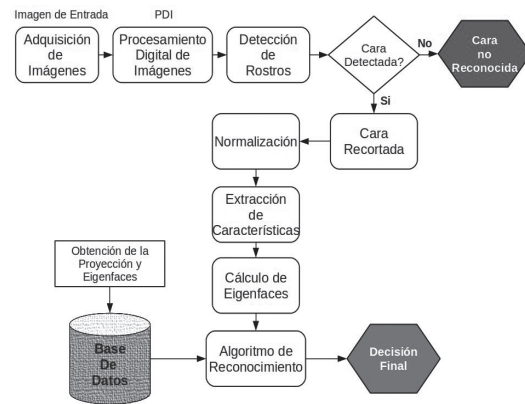 Imagen de Entrada
PDI
Adquisición
de
Imágenes
Procesamiento
Digital de
Imágenes
Detección
de
Rostros
Cara
Detectada?
No
Cara
no
Reconocida
Si
Cara
Recortada
Normalización
Extracción
de
Características
Obtención de la
Proyección y
Eigenfaces
Cálculo de
Eigenfaces
Base
De
Datos
Algoritmo de
Reconocimiento
Decisión
Final